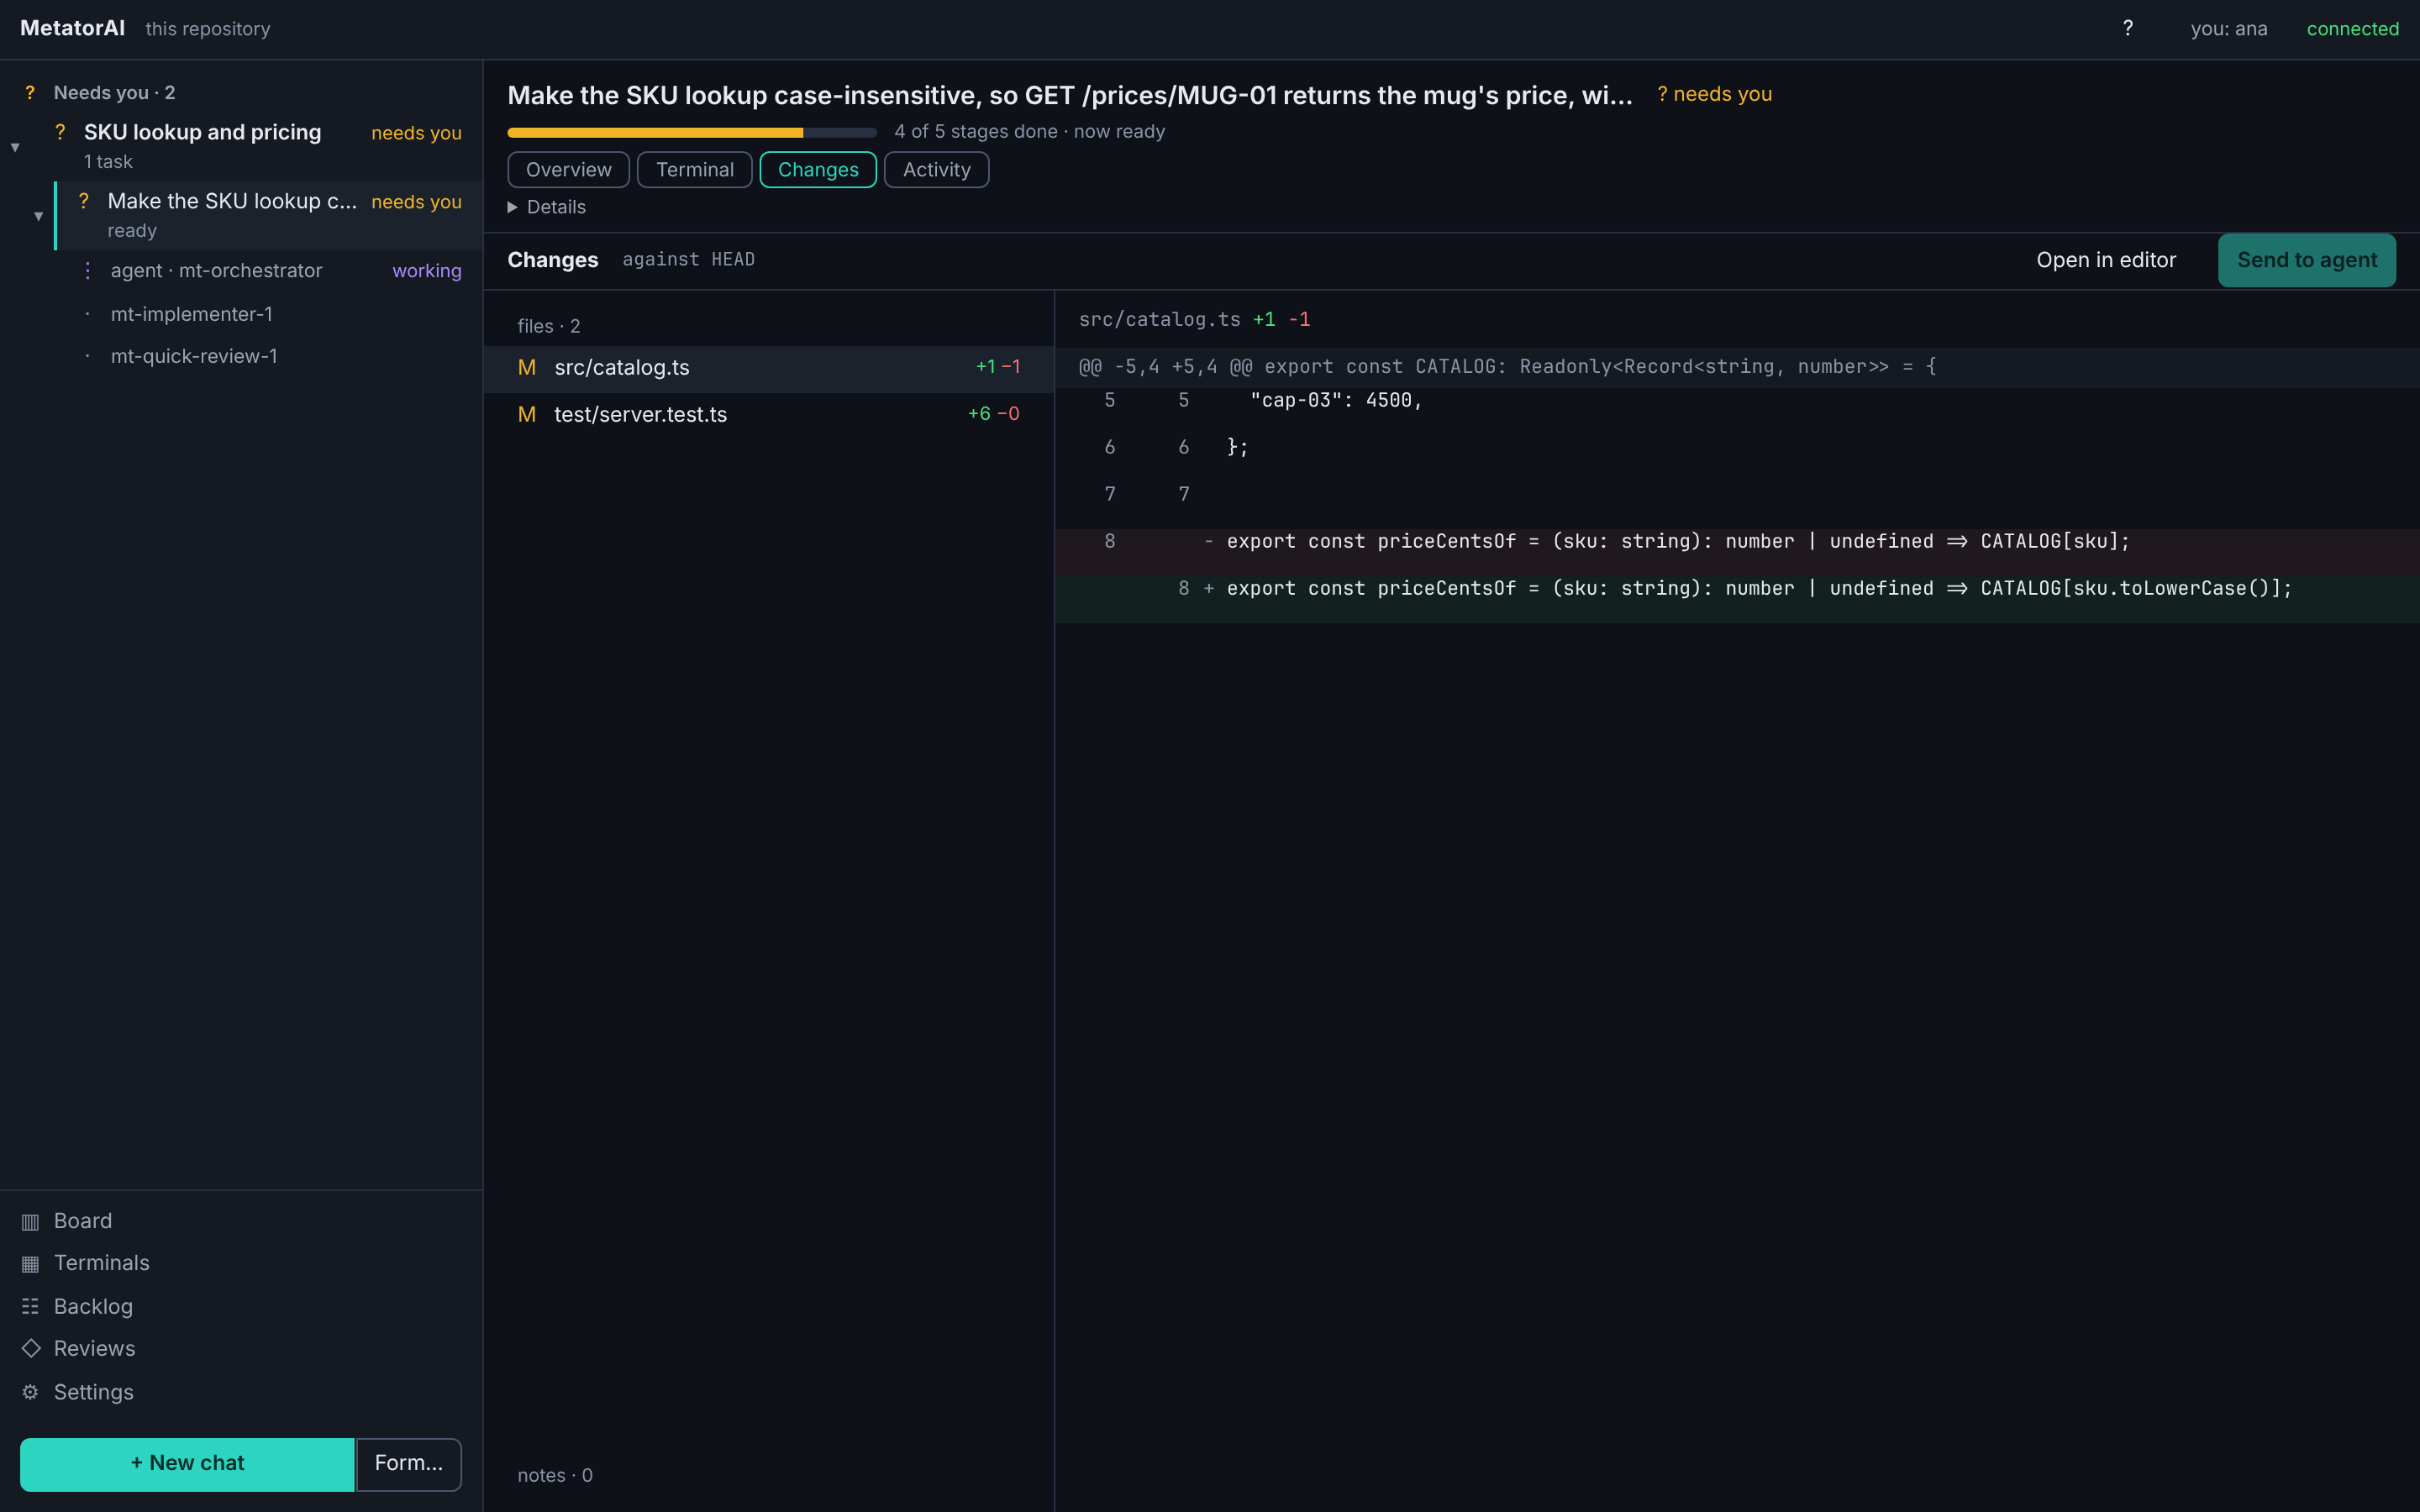 MetatorAI this repository ? you: ana connected
? Needs you · 2
▼ ? SKU lookup and pricing needs you
1 task
▼ ? Make the SKU lookup c... needs you
ready
⋮ agent · mt-orchestrator working
· mt-implementer-1
· mt-quick-review-1
Board
Terminals
Backlog
Reviews
Settings
+ New chat Form...
Make the SKU lookup case-insensitive, so GET /prices/MUG-01 returns the mug's price, wi... ? needs you
4 of 5 stages done · now ready
Overview Terminal Changes Activity
▶ Details
Changes against HEAD Open in editor Send to agent
files · 2
M src/catalog.ts +1 −1
M test/server.test.ts +6 −0
notes · 0
src/catalog.ts +1 -1
@@ -5,4 +5,4 @@ export const CATALOG: Readonly<Record<string, number>> = {
5 5 "cap-03": 4500,
6 6 };
7 7
8 - export const priceCentsOf = (sku: string): number | undefined => CATALOG[sku];
8 + export const priceCentsOf = (sku: string): number | undefined => CATALOG[sku.toLowerCase()];